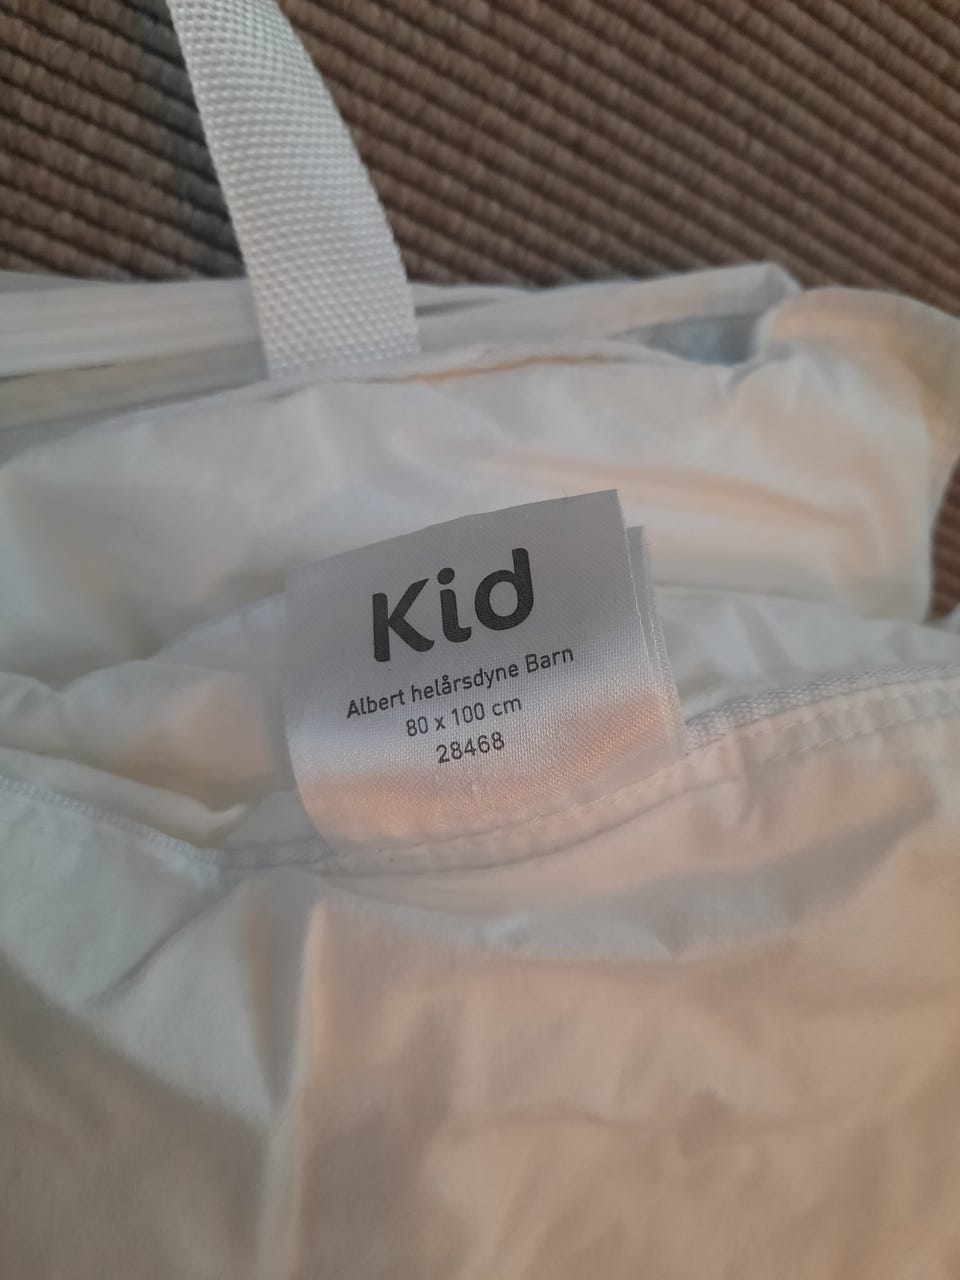 Kid
Albert helårsdyne Barn
80 x 100 cm
28468